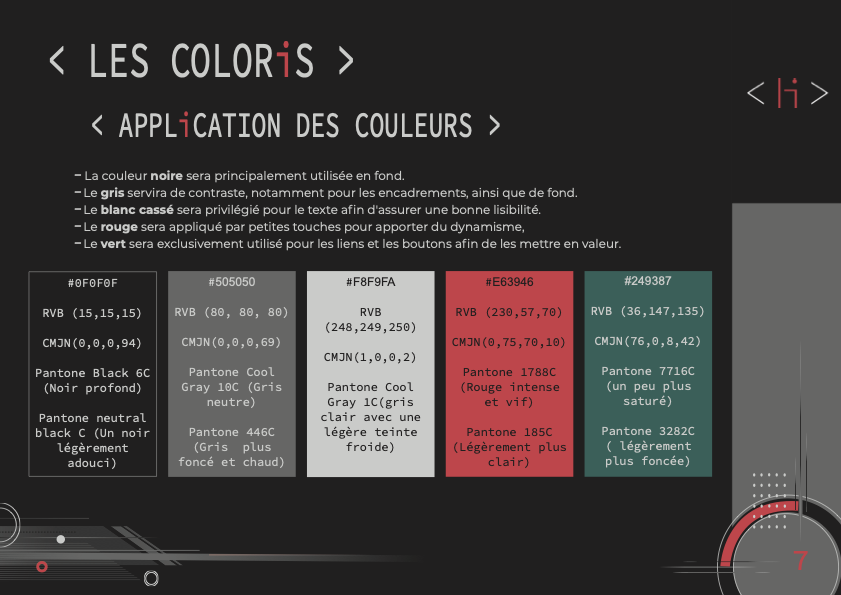 < LES COLORiS >
< li >
< APPLiCATION DES COULEURS >
– La couleur noire sera principalement utilisée en fond.
– Le gris servira de contraste, notamment pour les encadrements, ainsi que de fond.
– Le blanc cassé sera privilégié pour le texte afin d'assurer une bonne lisibilité.
– Le rouge sera appliqué par petites touches pour apporter du dynamisme,
– Le vert sera exclusivement utilisé pour les liens et les boutons afin de les mettre en valeur.
#0F0F0F
RVB (15,15,15)
CMJN(0,0,0,94)
Pantone Black 6C
(Noir profond)
Pantone neutral
black C (Un noir
légèrement
adouci)
#505050
RVB (80, 80, 80)
CMJN(0,0,0,69)
Pantone Cool
Gray 10C (Gris
neutre)
Pantone 446C
(Gris plus
foncé et chaud)
#F8F9FA
RVB
(248,249,250)
CMJN(1,0,0,2)
Pantone Cool
Gray 1C(gris
clair avec une
légère teinte
froide)
#E63946
RVB (230,57,70)
CMJN(0,75,70,10)
Pantone 1788C
(Rouge intense
et vif)
Pantone 185C
(Légèrement plus
clair)
#249387
RVB (36,147,135)
CMJN(76,0,8,42)
Pantone 7716C
(un peu plus
saturé)
Pantone 3282C
( légèrement
plus foncée)
7